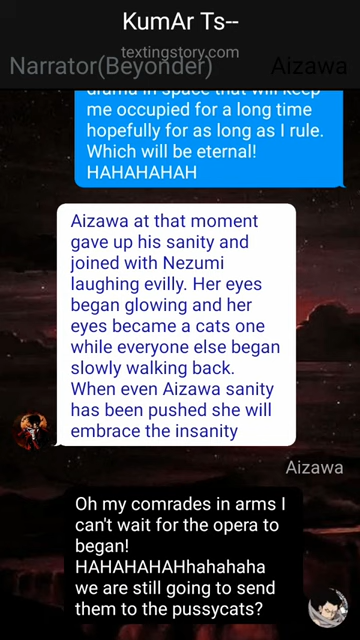 KumAr Ts--
textingstory.com
Narrator(Beyonder)
Aizawa
drama in space that will keep
me occupied for a long time
hopefully for as long as I rule.
Which will be eternal!
HAHAHAHAH
Aizawa at that moment
gave up his sanity and
joined with Nezumi
laughing evilly. Her eyes
began glowing and her
eyes became a cats one
while everyone else began
slowly walking back.
When even Aizawa sanity
has been pushed she will
embrace the insanity
Aizawa
Oh my comrades in arms I
can't wait for the opera to
began!
HAHAHAHAHhahahaha
we are still going to send
them to the pussycats?